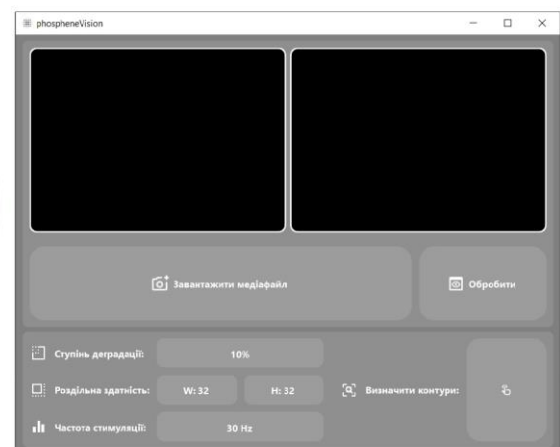 phospheneVision
Завантажити медіафайл
Обробити
Ступінь деградації:
10%
Роздільна здатність:
W: 32
H: 32
Визначити контури:
Частота стимуляції:
30 Hz